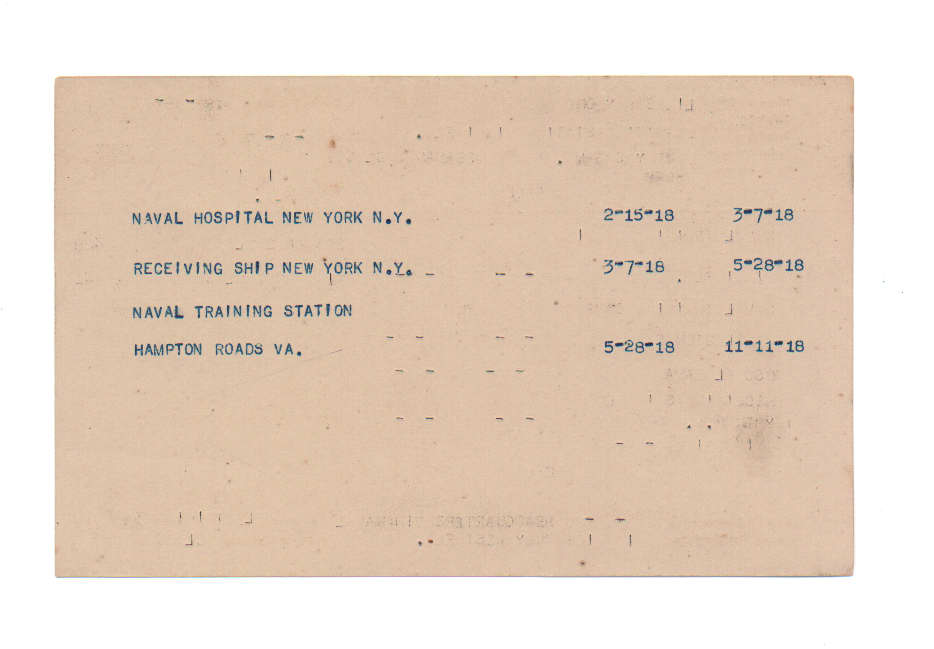 NAVAL HOSPITAL NEW YORK N.Y. 2-15-18 3-7-18
RECEIVING SHIP NEW YORK N.Y. 3-7-18 5-28-18
NAVAL TRAINING STATION
HAMPTON ROADS VA. 5-28-18 11-11-18